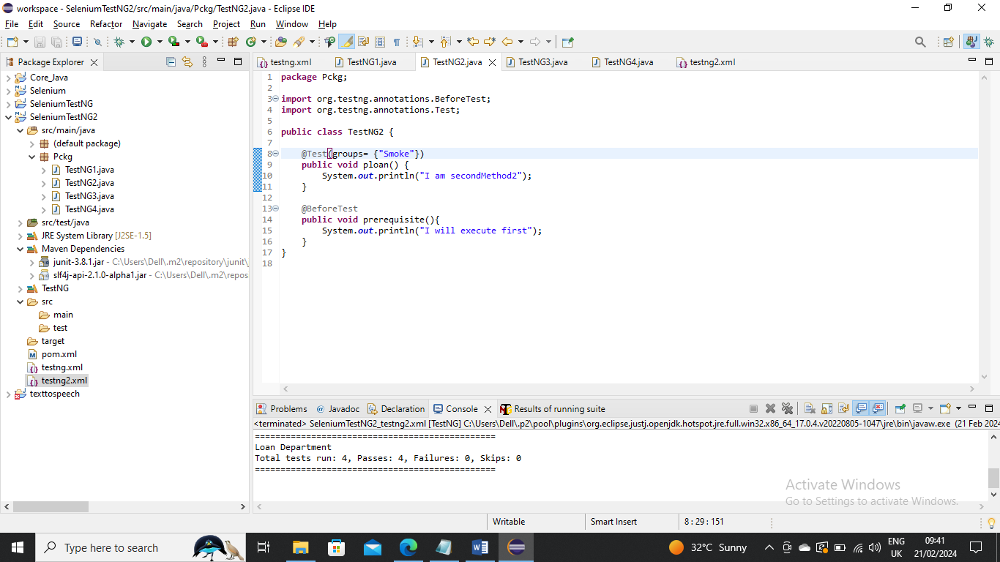 workspace - SeleniumTestNG2/src/main/java/Pckg/TestNG2.java - Eclipse IDE
File Edit Source Refactor Navigate Search Project Run Window Help
Package Explorer
testng.xml TestNG1.java TestNG2.java TestNG3.java TestNG4.java testng2.xml
Core_Java
Selenium
SeleniumTestNG
SeleniumTestNG2
src/main/java
(default package)
Pckg
TestNG1.java
TestNG2.java
TestNG3.java
TestNG4.java
src/test/java
JRE System Library [J2SE-1.5]
Maven Dependencies
junit-3.8.1.jar - C:\Users\Dell\.m2\repository\junit\
slf4j-api-2.1.0-alpha1.jar - C:\Users\Dell\.m2\repos
TestNG
src
main
test
target
pom.xml
testng.xml
testng2.xml
texttospeech
1 package Pckg;
2
3 import org.testng.annotations.BeforeTest;
4 import org.testng.annotations.Test;
5
6 public class TestNG2 {
7
8 @Test(groups= {"Smoke"})
9 public void ploan() {
10 System.out.println("I am secondMethod2");
11 }
12
13 @BeforeTest
14 public void prerequisite(){
15 System.out.println("I will execute first");
16 }
17 }
18
Problems @ Javadoc Declaration Console Results of running suite
<terminated> SeleniumTestNG2_testng2.xml [TestNG] C:\Users\Dell\.p2\pool\plugins\org.eclipse.justj.openjdk.hotspot.jre.full.win32.x86_64_17.0.4.v20220805-1047\jre\bin\javaw.exe (21 Feb 2024
===============================================
Loan Department
Total tests run: 4, Passes: 4, Failures: 0, Skips: 0
===============================================
Activate Windows
Go to Settings to activate Windows.
Writable Smart Insert 8 : 29 : 151
Type here to search
32°C Sunny
ENG
UK
09:41
21/02/2024